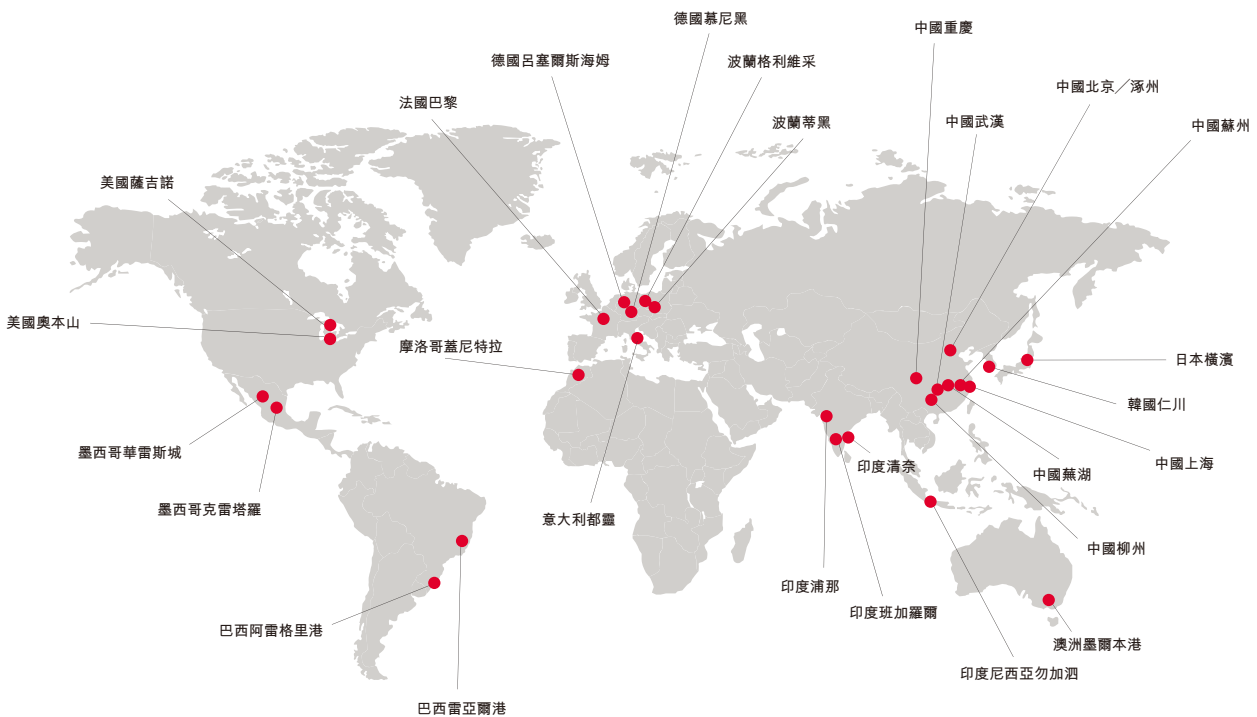 德國慕尼黑
中國重慶
德國呂塞爾斯海姆
波蘭格利維采
中國北京／涿州
法國巴黎
波蘭蒂黑
中國武漢
中國蘇州
美國薩吉諾
美國奧本山
摩洛哥蓋尼特拉
日本橫濱
韓國仁川
墨西哥華雷斯城
印度清奈
中國蕪湖
中國上海
墨西哥克雷塔羅
意大利都靈
中國柳州
印度浦那
印度班加羅爾
巴西阿雷格里港
澳洲墨爾本港
印度尼西亞勿加泗
巴西雷亞爾港